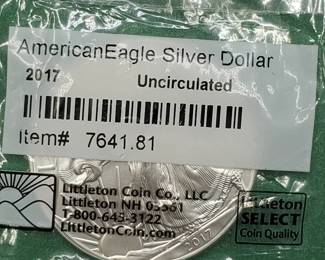 AmericanEagle Silver Dollar
2017 Uncirculated
Item# 7641.81
Littleton Coin Co., LLC
Littleton NH 03561
T-800-645-3122
LittletonCoin.com
Littleton
SELECT
Coin Quality
2017